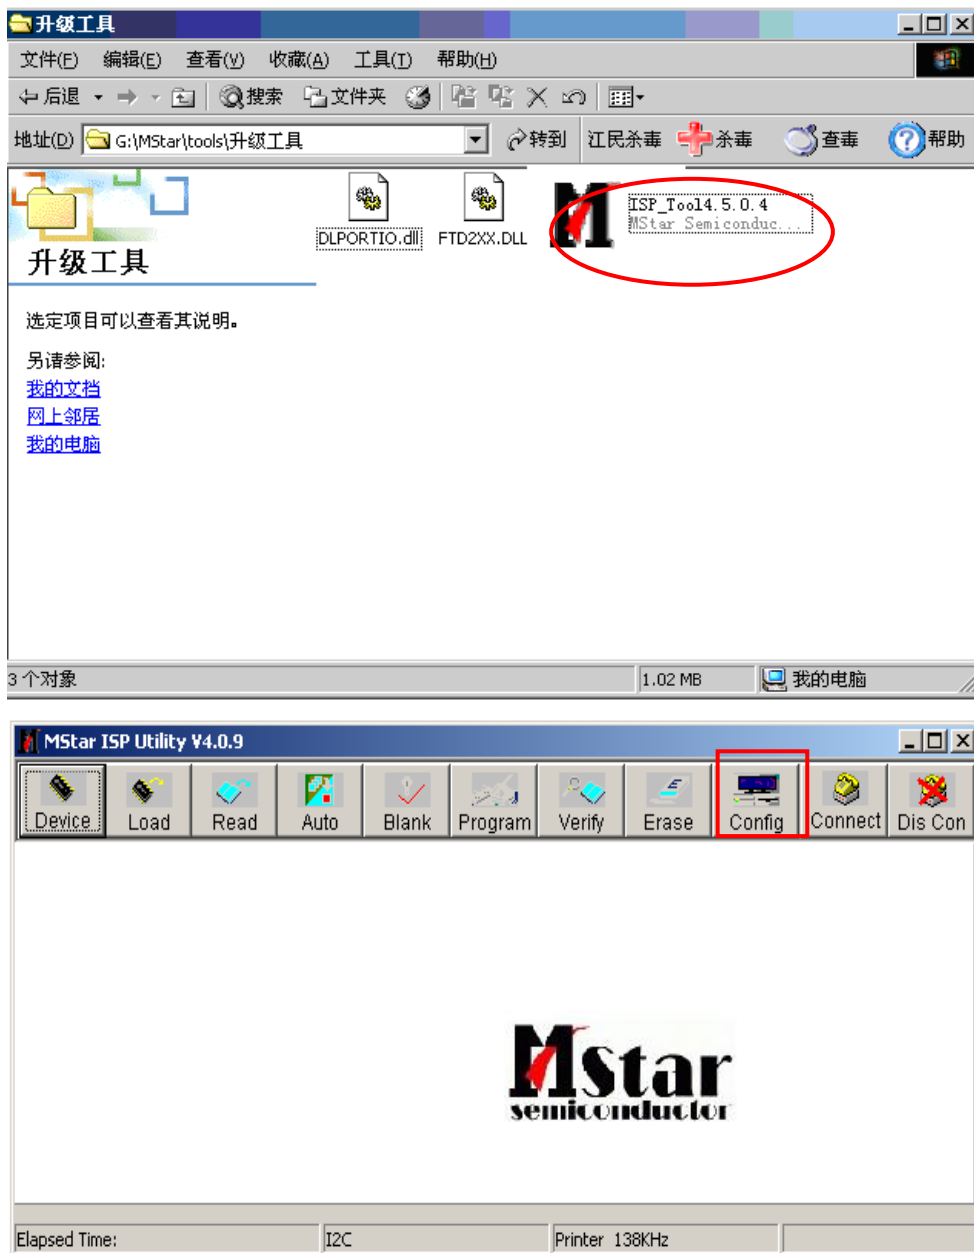 升级工具
文件(F) 编辑(E) 查看(V) 收藏(A) 工具(T) 帮助(H)
后退 搜索 文件夹
地址(D) G:\MStar\tools\升级工具 转到 江民杀毒 杀毒 查毒 帮助
DLPORTIO.dll FTD2XX.DLL
ISP_Tool4.5.0.4
MStar Semiconduc...
升级工具
选定项目可以查看其说明。
另请参阅:
我的文档
网上邻居
我的电脑
3 个对象 1.02 MB 我的电脑
MStar ISP Utility V4.0.9
Device Load Read Auto Blank Program Verify Erase Config Connect Dis Con
MStar
semiconductor
Elapsed Time: I2C Printer 138KHz